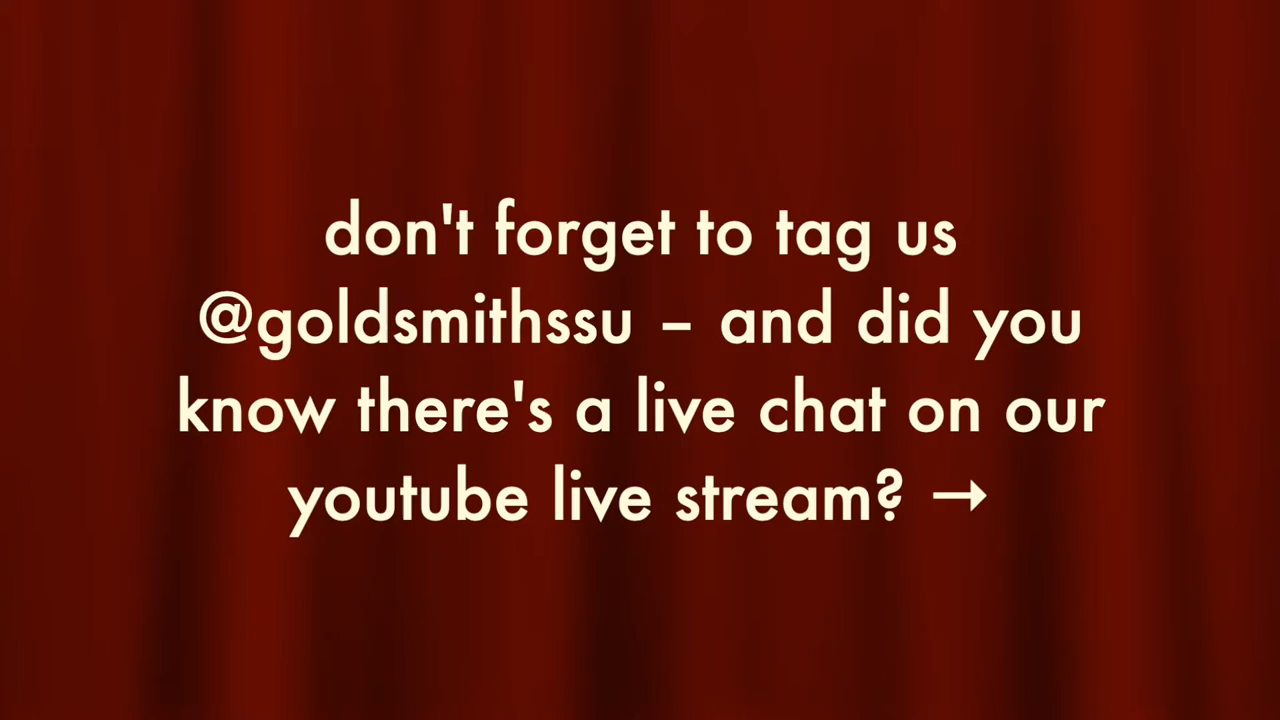 don't forget to tag us
@goldsmithssu – and did you
know there's a live chat on our
youtube live stream? →